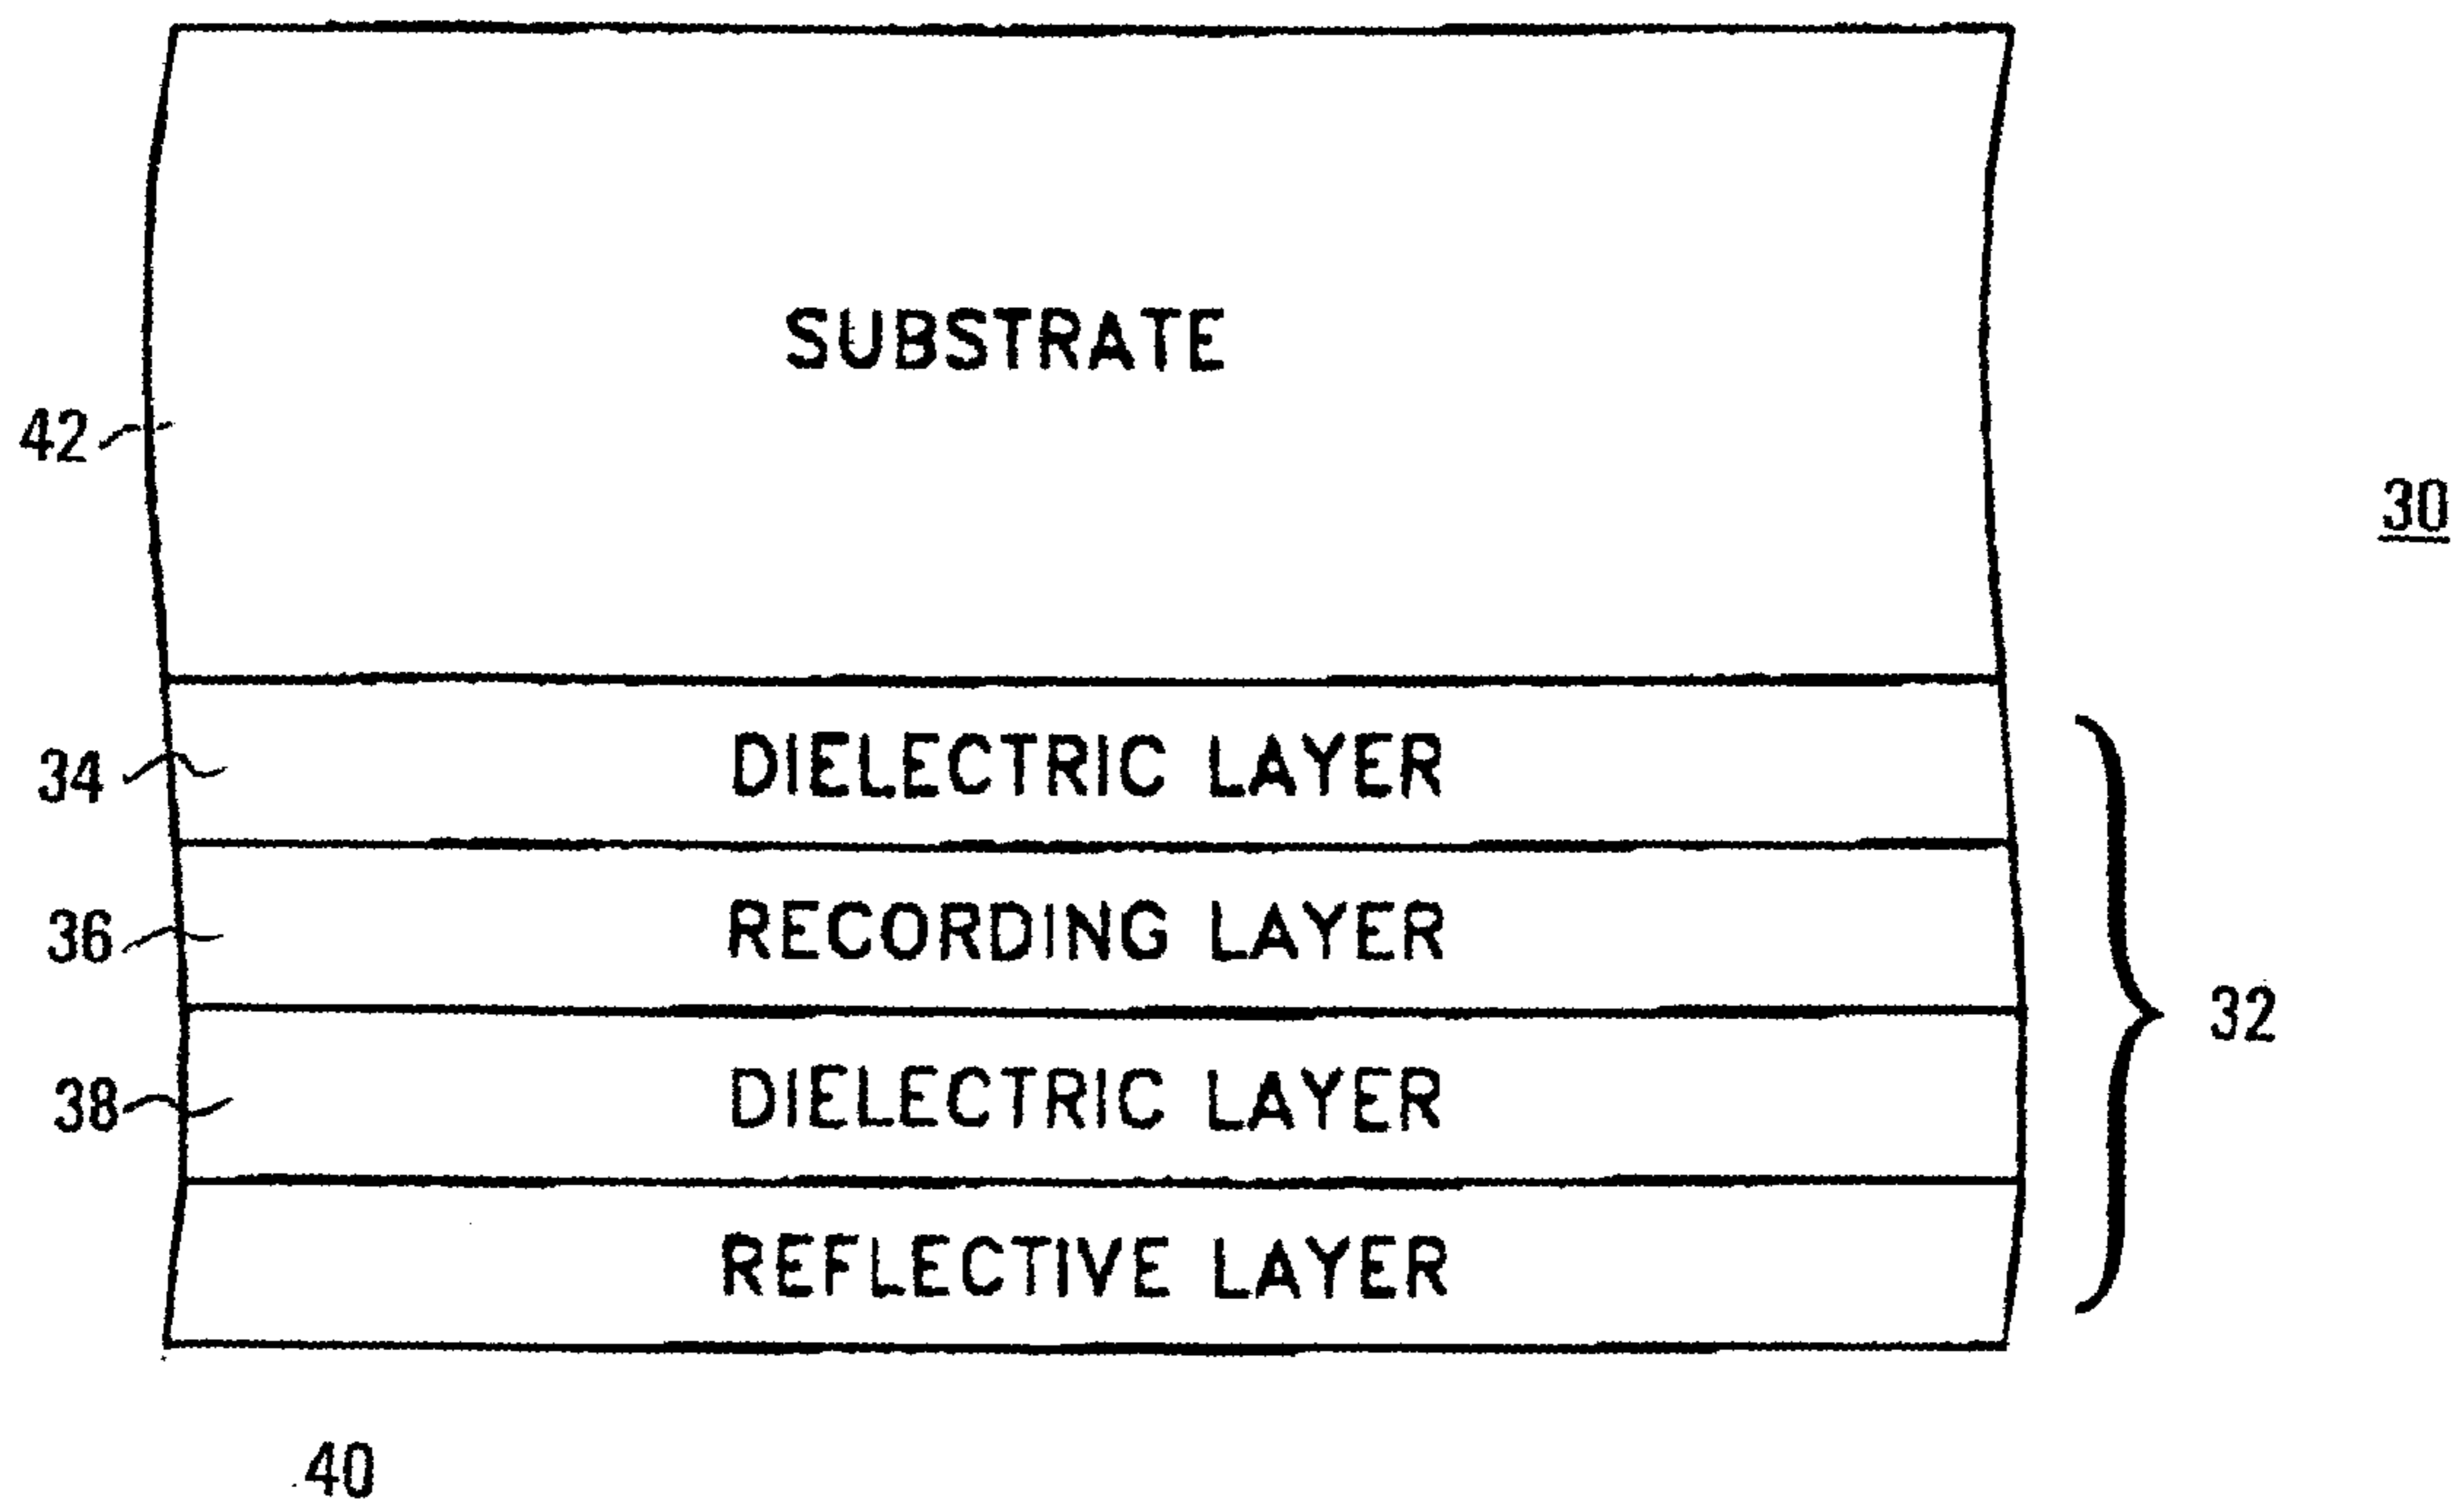 SUBSTRATE
42
30
34 DIELECTRIC LAYER
36 RECORDING LAYER
32
38 DIELECTRIC LAYER
REFLECTIVE LAYER
40